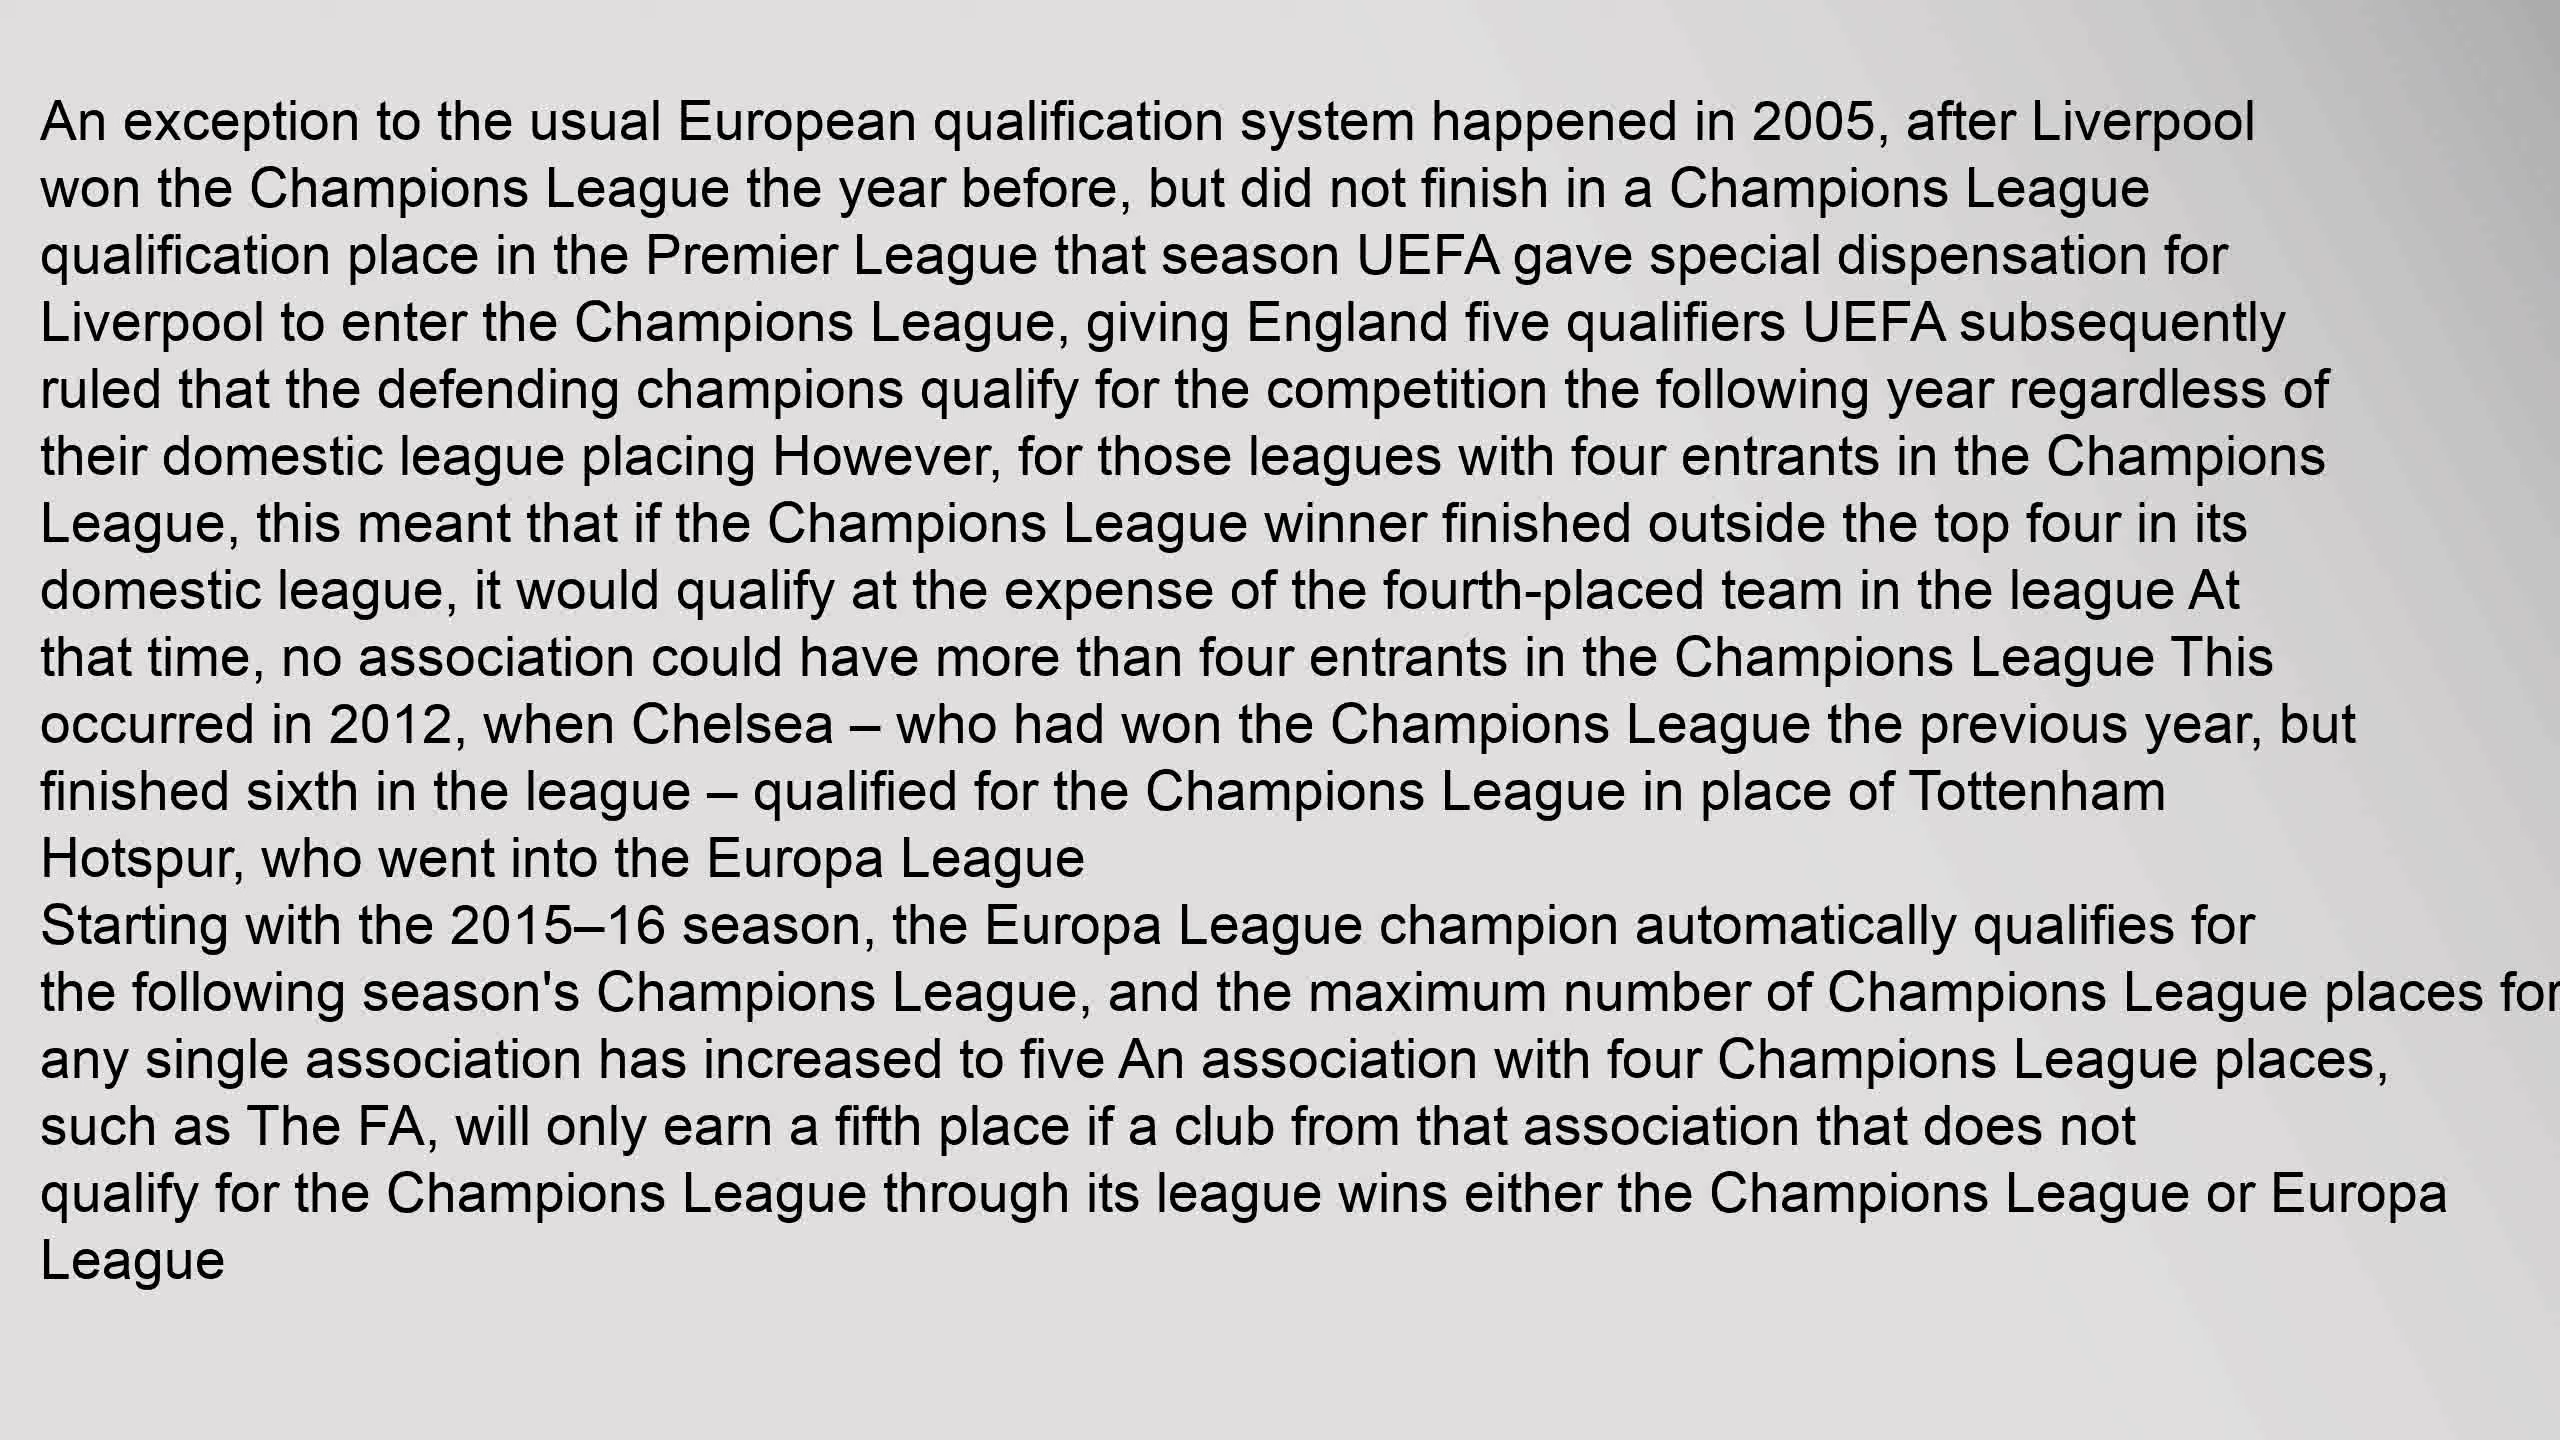 An exception to the usual European qualification system happened in 2005, after Liverpool
won the Champions League the year before, but did not finish in a Champions League
qualification place in the Premier League that season UEFA gave special dispensation for
Liverpool to enter the Champions League, giving England five qualifiers UEFA subsequently
ruled that the defending champions qualify for the competition the following year regardless of
their domestic league placing However, for those leagues with four entrants in the Champions
League, this meant that if the Champions League winner finished outside the top four in its
domestic league, it would qualify at the expense of the fourth-placed team in the league At
that time, no association could have more than four entrants in the Champions League This
occurred in 2012, when Chelsea – who had won the Champions League the previous year, but
finished sixth in the league – qualified for the Champions League in place of Tottenham
Hotspur, who went into the Europa League
Starting with the 2015–16 season, the Europa League champion automatically qualifies for
the following season's Champions League, and the maximum number of Champions League places for
any single association has increased to five An association with four Champions League places,
such as The FA, will only earn a fifth place if a club from that association that does not
qualify for the Champions League through its league wins either the Champions League or Europa
League